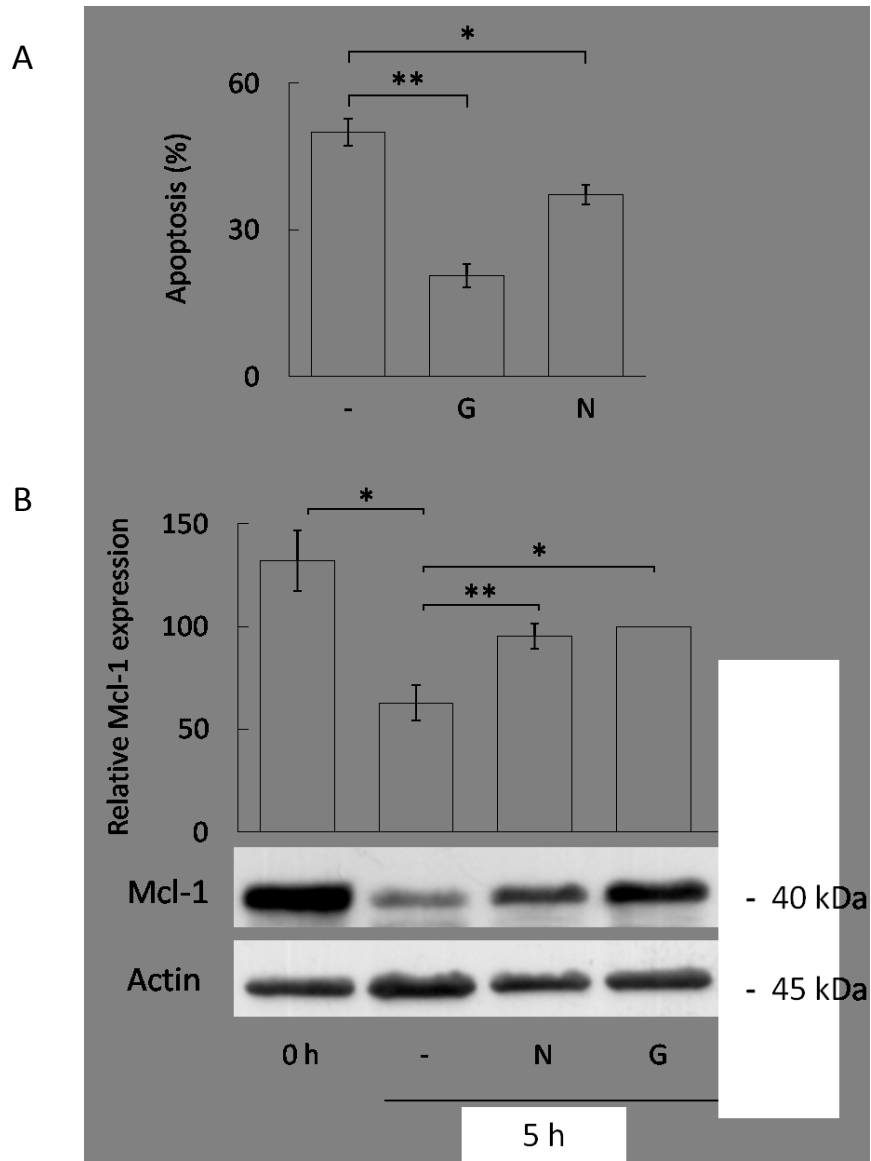 A
*
**
60
30
0
Apoptosis (%)
- G N
B
*
*
**
150
100
50
0
Relative Mcl-1 expression
Mcl-1 - 40 kDa
Actin - 45 kDa
0 h - N G
5 h